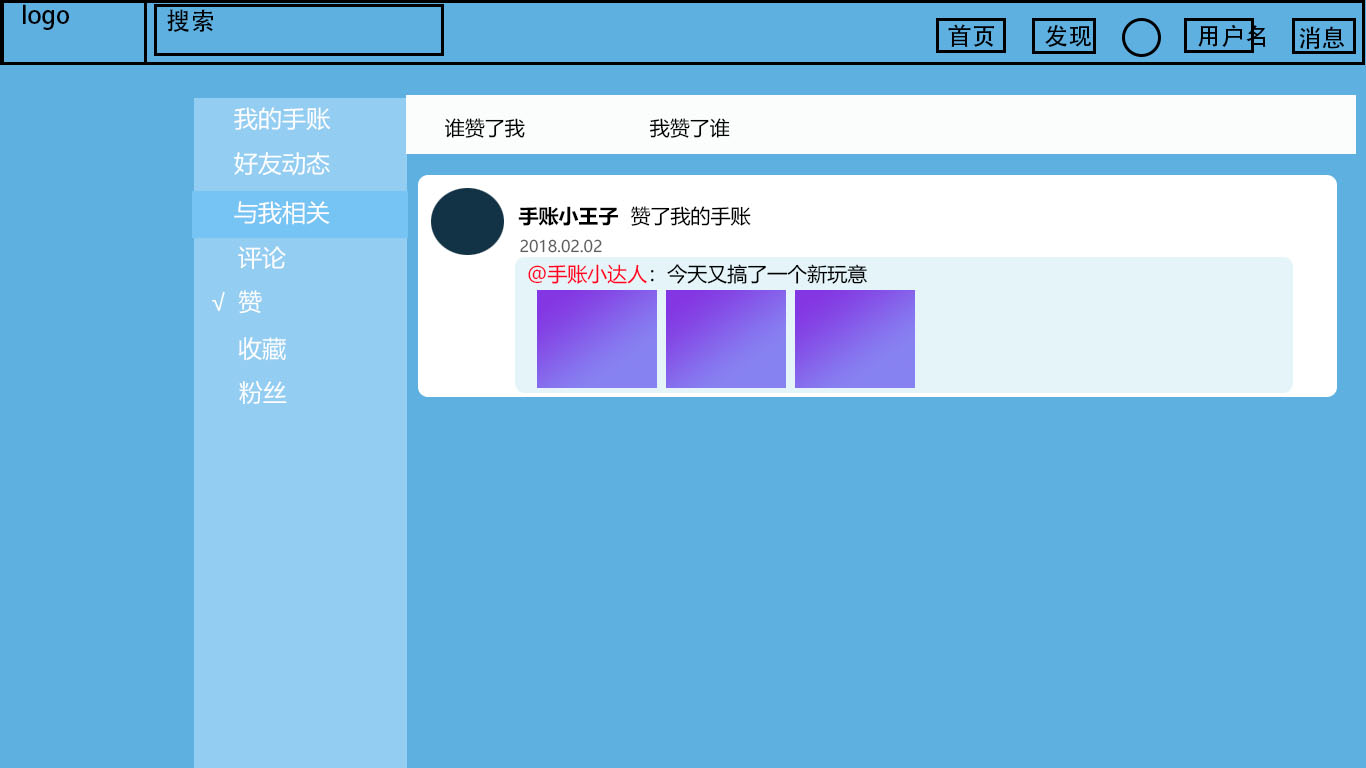 logo
搜索
首页
发现
用户名
消息
我的手账
好友动态
与我相关
评论
√ 赞
收藏
粉丝
谁赞了我
我赞了谁
手账小王子 赞了我的手账
2018.02.02
@手账小达人：今天又搞了一个新玩意